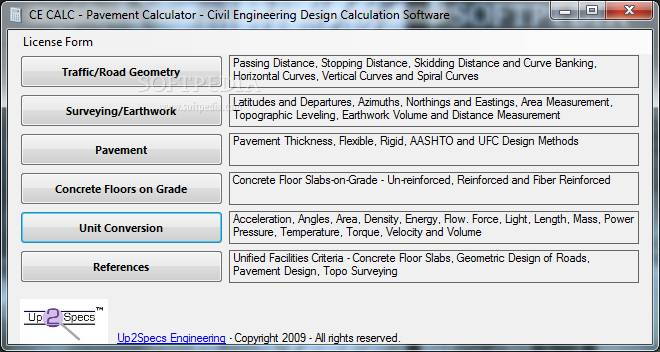 CE CALC - Pavement Calculator - Civil Engineering Design Calculation Software
License Form
Traffic/Road Geometry
Passing Distance, Stopping Distance, Skidding Distance and Curve Banking,
Horizontal Curves, Vertical Curves and Spiral Curves
SOFTPEDIA
www.softpedia.com
Surveying/Earthwork
Latitudes and Departures, Azimuths, Northings and Eastings, Area Measurement,
Topographic Leveling, Earthwork Volume and Distance Measurement
Pavement
Pavement Thickness, Flexible, Rigid, AASHTO and UFC Design Methods
Concrete Floors on Grade
Concrete Floor Slabs-on-Grade - Un-reinforced, Reinforced and Fiber Reinforced
Unit Conversion
Acceleration, Angles, Area, Density, Energy, Flow. Force, Light, Length, Mass, Power
Pressure, Temperature, Torque, Velocity and Volume
References
Unified Facilities Criteria - Concrete Floor Slabs, Geometric Design of Roads,
Pavement Design, Topo Surveying
Up2Specs™
Up2Specs Engineering - Copyright 2009 - All rights reserved.